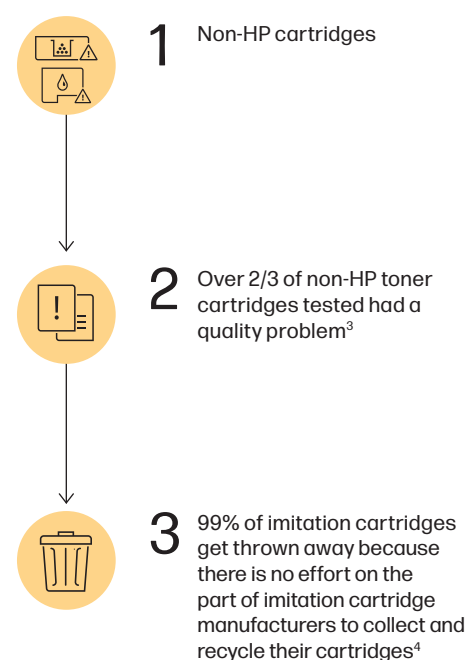 1 Non-HP cartridges
2 Over 2/3 of non-HP toner
cartridges tested had a
quality problem³
3 99% of imitation cartridges
get thrown away because
there is no effort on the
part of imitation cartridge
manufacturers to collect and
recycle their cartridges⁴